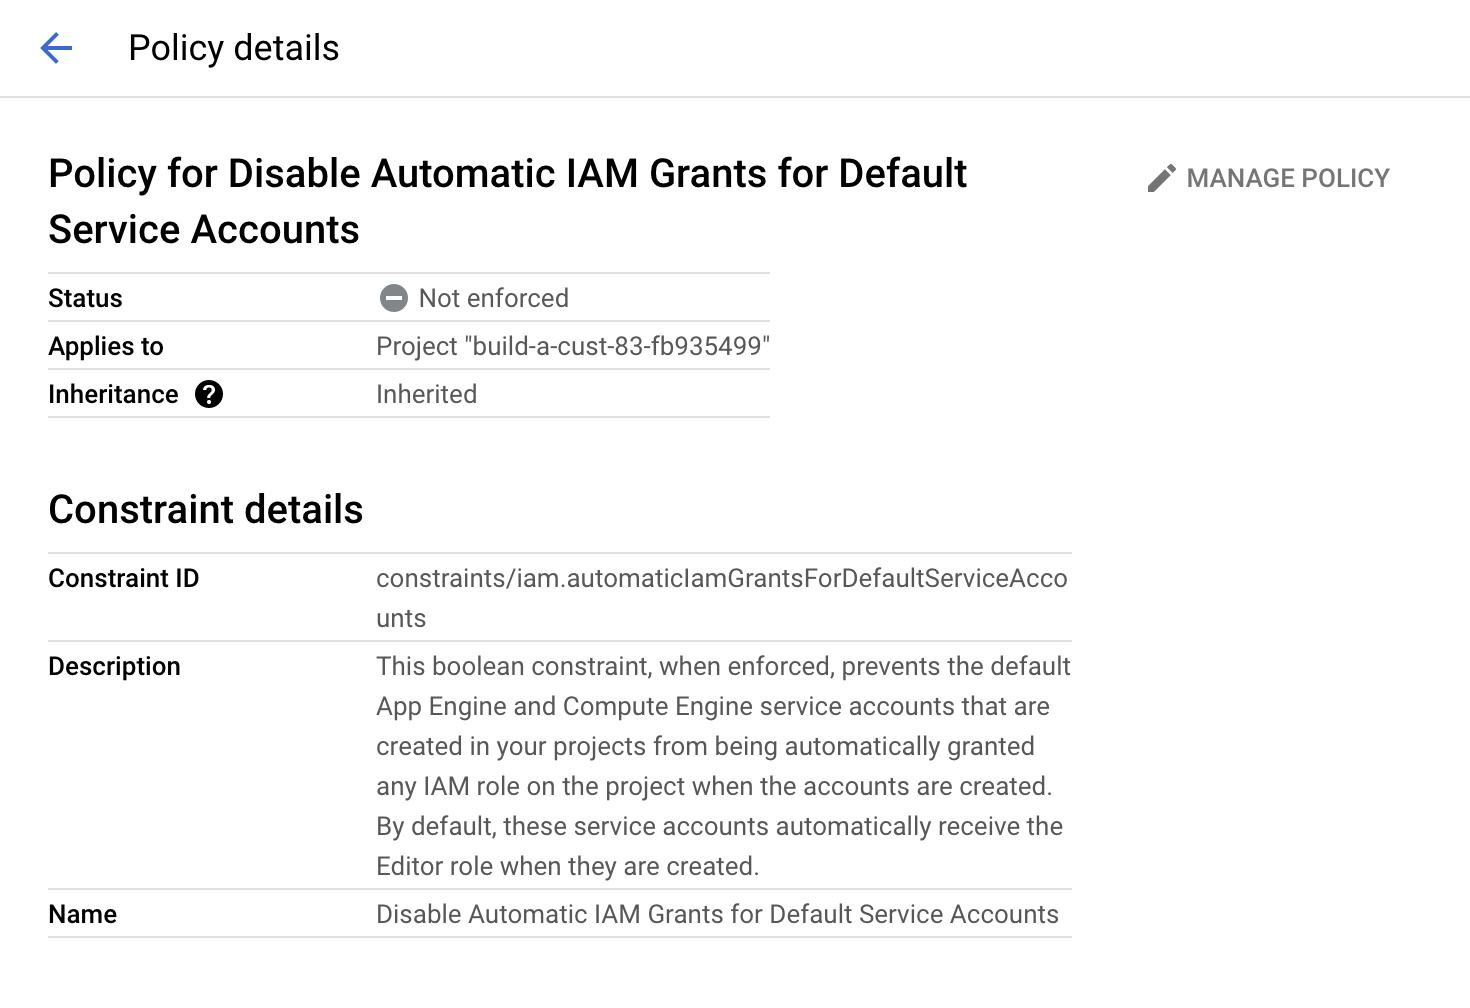 Policy details
Policy for Disable Automatic IAM Grants for Default
Service Accounts
MANAGE POLICY
Status Not enforced
Applies to Project "build-a-cust-83-fb935499"
Inheritance ? Inherited
Constraint details
Constraint ID constraints/iam.automaticIamGrantsForDefaultServiceAcco
unts
Description This boolean constraint, when enforced, prevents the default
App Engine and Compute Engine service accounts that are
created in your projects from being automatically granted
any IAM role on the project when the accounts are created.
By default, these service accounts automatically receive the
Editor role when they are created.
Name Disable Automatic IAM Grants for Default Service Accounts